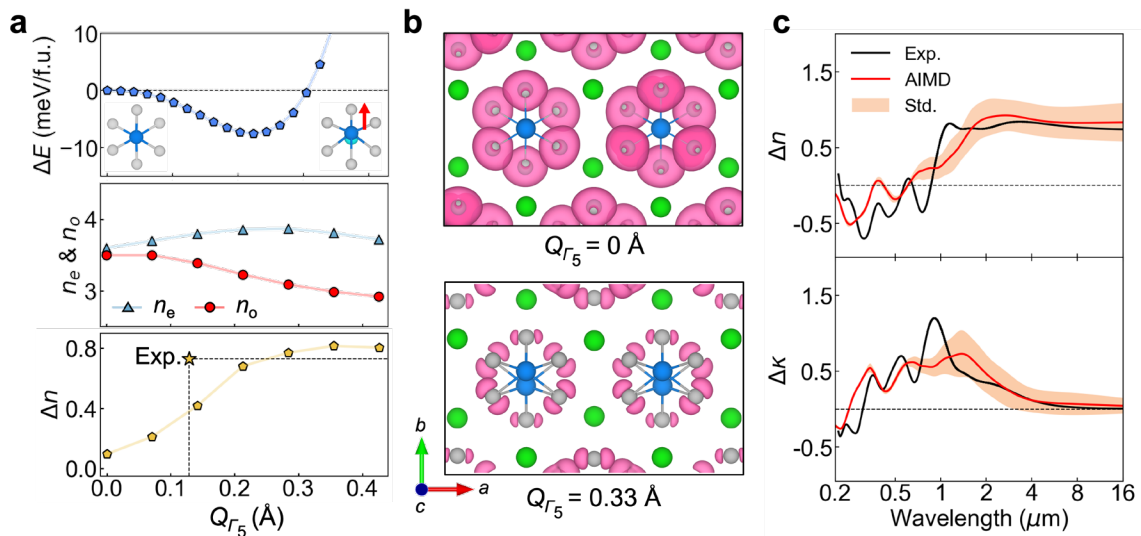 a
ΔE (meV/f.u.)
10
0
−10
n_e & n_o
4
3
n_e
n_o
Δn
0.8
0.4
0.0
Exp.
0.0 0.1 0.2 0.3 0.4
Q_Γ₅ (Å)
b
Q_Γ₅ = 0 Å
b
c
a
Q_Γ₅ = 0.33 Å
c
Exp.
AIMD
Std.
Δn
1.5
0.5
-0.5
Δκ
1.5
0.5
-0.5
0.2 0.5 1 2 4 8 16
Wavelength (μm)